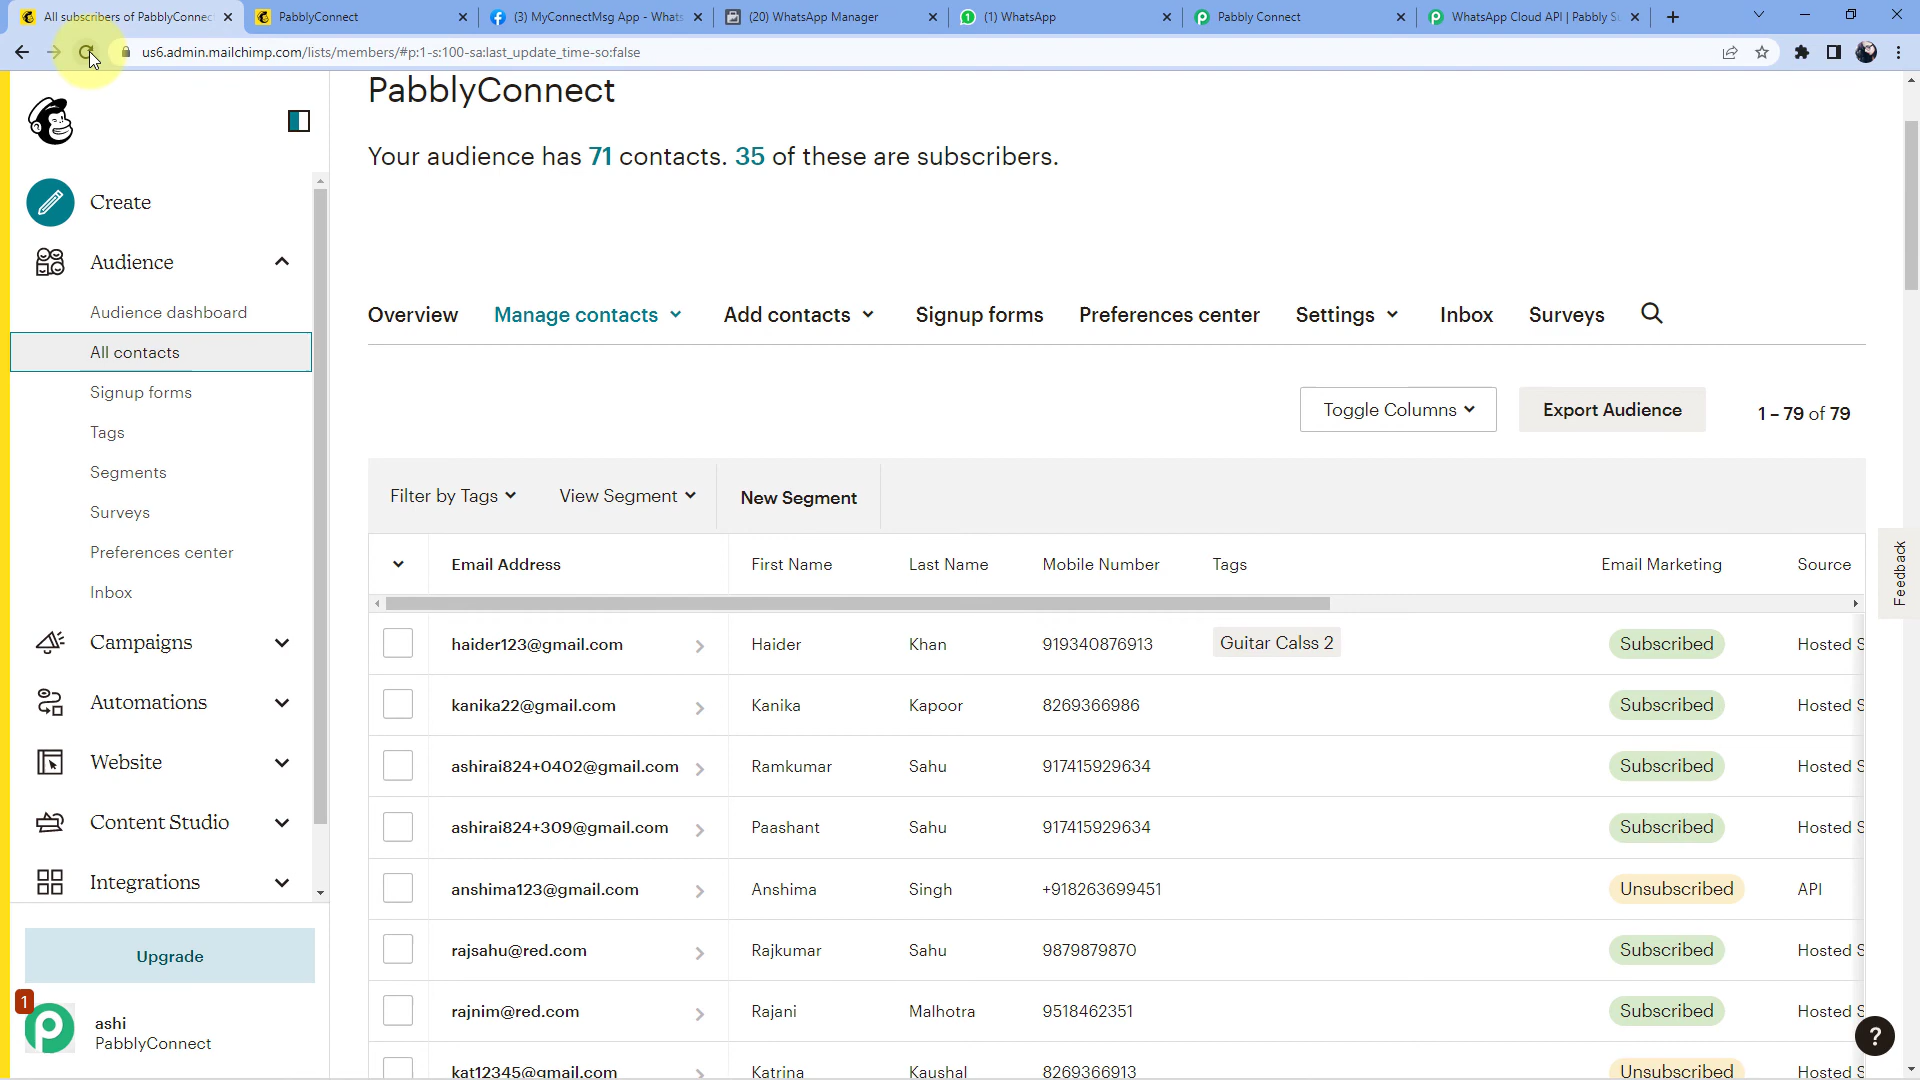 All subscribers of PabblyConnec
PabblyConnect
(3) MyConnectMsg App - Whats
(20) WhatsApp Manager
(1) WhatsApp
Pabbly Connect
WhatsApp Cloud API | Pabbly S
us6.admin.mailchimp.com/lists/members/#p:1-s:100-sa:last_update_time-so:false
Create
Audience
Audience dashboard
All contacts
Signup forms
Tags
Segments
Surveys
Preferences center
Inbox
Campaigns
Automations
Website
Content Studio
Integrations
Upgrade
1
ashi
PabblyConnect
PabblyConnect
Your audience has 71 contacts. 35 of these are subscribers.
Overview Manage contacts Add contacts Signup forms Preferences center Settings Inbox Surveys
Toggle Columns Export Audience 1 – 79 of 79
Filter by Tags View Segment New Segment
Email Address First Name Last Name Mobile Number Tags Email Marketing Source
haider123@gmail.com Haider Khan 919340876913 Guitar Calss 2 Subscribed Hosted S
kanika22@gmail.com Kanika Kapoor 8269366986 Subscribed Hosted S
ashirai824+0402@gmail.com Ramkumar Sahu 917415929634 Subscribed Hosted S
ashirai824+309@gmail.com Paashant Sahu 917415929634 Subscribed Hosted S
anshima123@gmail.com Anshima Singh +918263699451 Unsubscribed API
rajsahu@red.com Rajkumar Sahu 9879879870 Subscribed Hosted S
rajnim@red.com Rajani Malhotra 9518462351 Subscribed Hosted S
kat12345@gmail.com Katrina Kaushal 8269366913 Unsubscribed
Feedback
?